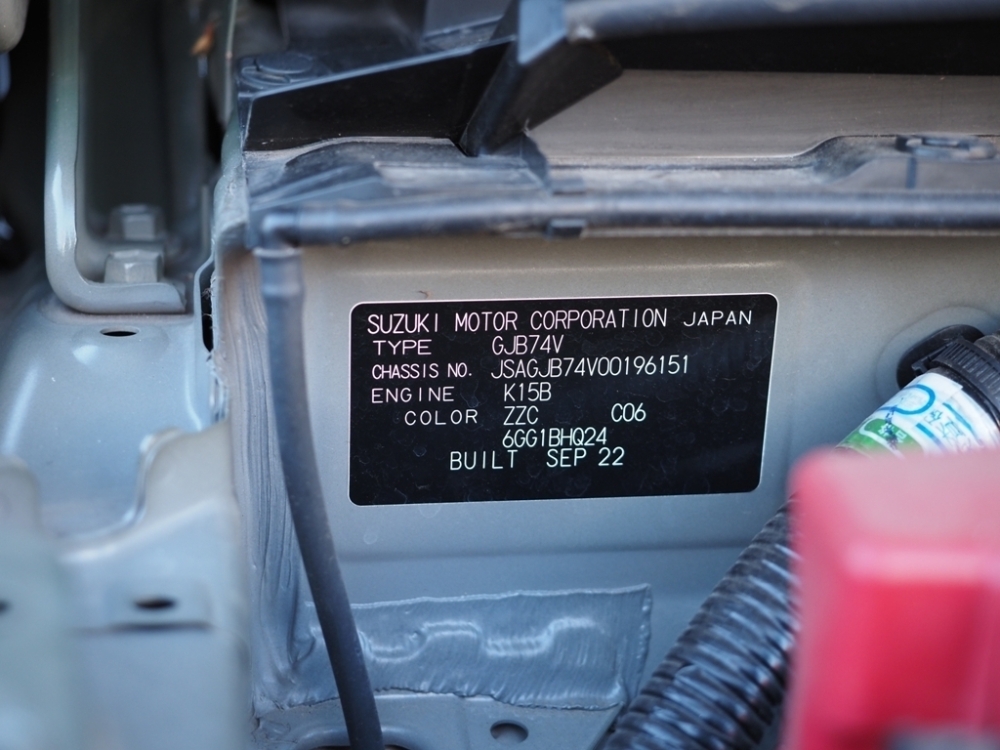 SUZUKI MOTOR CORPORATION JAPAN
TYPE GJB74V
CHASSIS NO. JSAGJB74V00196151
ENGINE K15B
COLOR ZZC C06
6GG1BHQ24
BUILT SEP 22